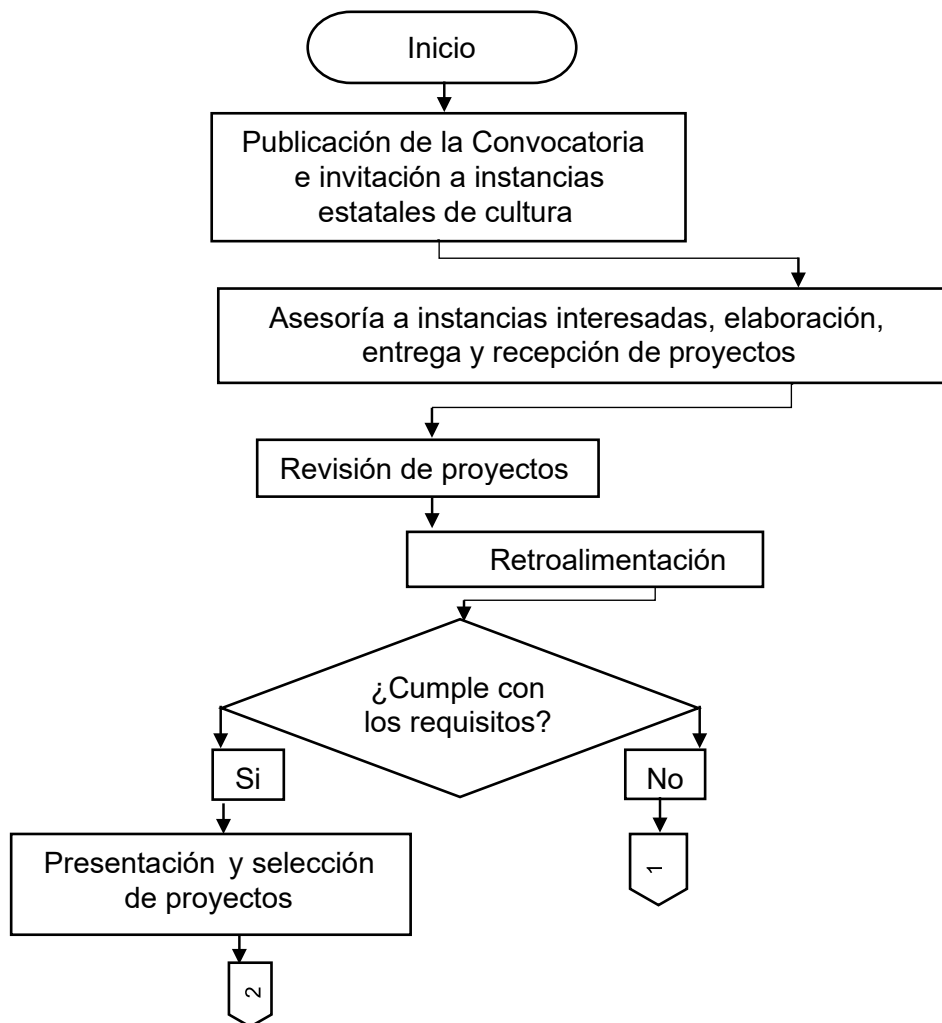 Inicio
Publicación de la Convocatoria
e invitación a instancias
estatales de cultura
Asesoría a instancias interesadas, elaboración,
entrega y recepción de proyectos
Revisión de proyectos
Retroalimentación
¿Cumple con
los requisitos?
Si
No
Presentación y selección
de proyectos
1
2